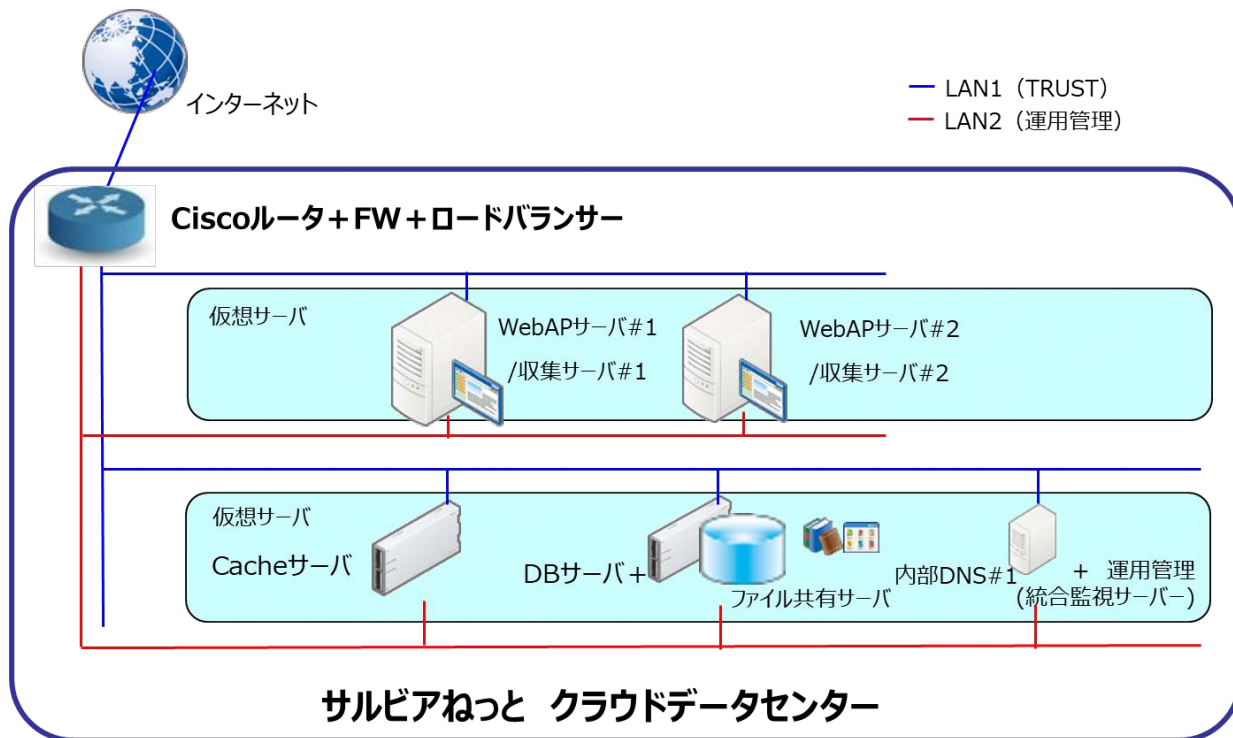 インターネット
LAN1（TRUST）
LAN2（運用管理）
Ciscoルータ＋FW＋ロードバランサー
仮想サーバ
WebAPサーバ#1
/収集サーバ#1
WebAPサーバ#2
/収集サーバ#2
仮想サーバ
Cacheサーバ
DBサーバ＋
ファイル共有サーバ
内部DNS#1
＋ 運用管理
(統合監視サーバー)
サルビアねっと クラウドデータセンター